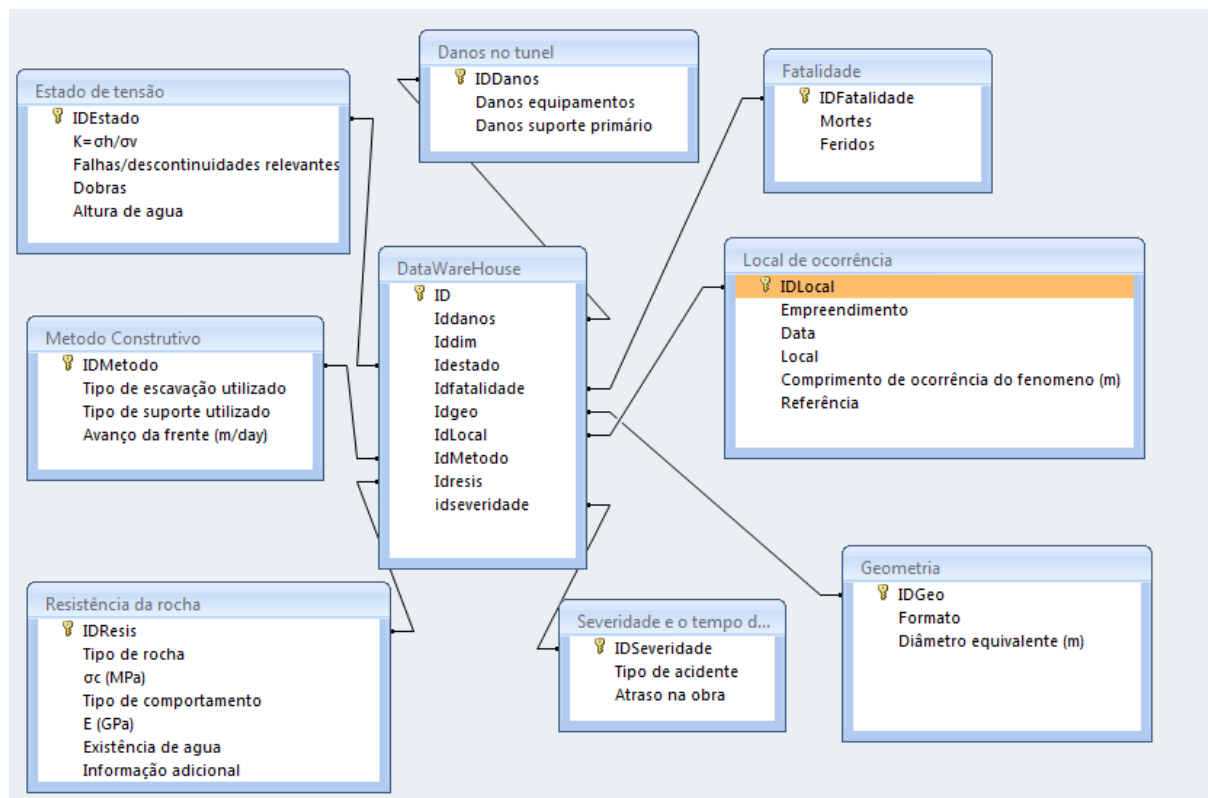 Danos no tunel
IDDanos
Danos equipamentos
Danos suporte primário
Fatalidade
IDFatalidade
Mortes
Feridos
Estado de tensão
IDEstado
K=σh/σv
Falhas/descontinuidades relevantes
Dobras
Altura de agua
DataWareHouse
ID
Iddanos
Iddim
Idestado
Idfatalidade
Idgeo
IdLocal
IdMetodo
Idresis
idseveridade
Local de ocorrência
IDLocal
Empreendimento
Data
Local
Comprimento de ocorrência do fenomeno (m)
Referência
Metodo Construtivo
IDMetodo
Tipo de escavação utilizado
Tipo de suporte utilizado
Avanço da frente (m/day)
Resistência da rocha
IDResis
Tipo de rocha
σc (MPa)
Tipo de comportamento
E (GPa)
Existência de agua
Informação adicional
Severidade e o tempo d...
IDSeveridade
Tipo de acidente
Atraso na obra
Geometria
IDGeo
Formato
Diâmetro equivalente (m)